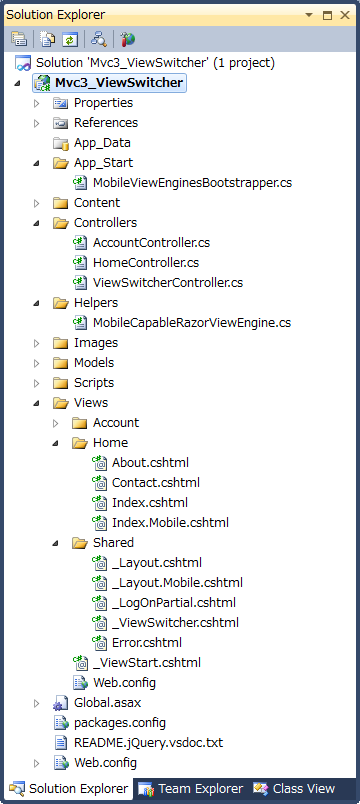 Solution Explorer
Solution 'Mvc3_ViewSwitcher' (1 project)
Mvc3_ViewSwitcher
Properties
References
App_Data
App_Start
MobileViewEnginesBootstrapper.cs
Content
Controllers
AccountController.cs
HomeController.cs
ViewSwitcherController.cs
Helpers
MobileCapableRazorViewEngine.cs
Images
Models
Scripts
Views
Account
Home
About.cshtml
Contact.cshtml
Index.cshtml
Index.Mobile.cshtml
Shared
_Layout.cshtml
_Layout.Mobile.cshtml
_LogOnPartial.cshtml
_ViewSwitcher.cshtml
Error.cshtml
_ViewStart.cshtml
Web.config
Global.asax
packages.config
README.jQuery.vsdoc.txt
Web.config
Solution Explorer Team Explorer Class View